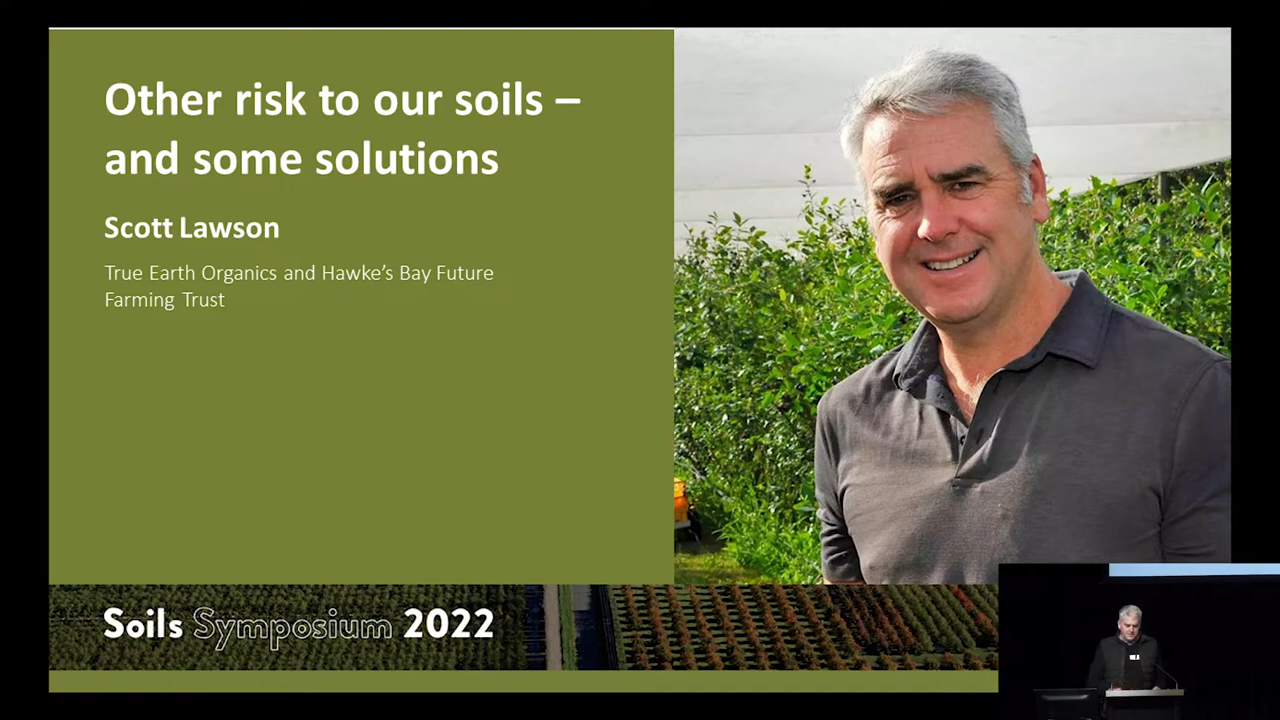 Other risk to our soils –
and some solutions
Scott Lawson
True Earth Organics and Hawke's Bay Future
Farming Trust
Soils Symposium 2022